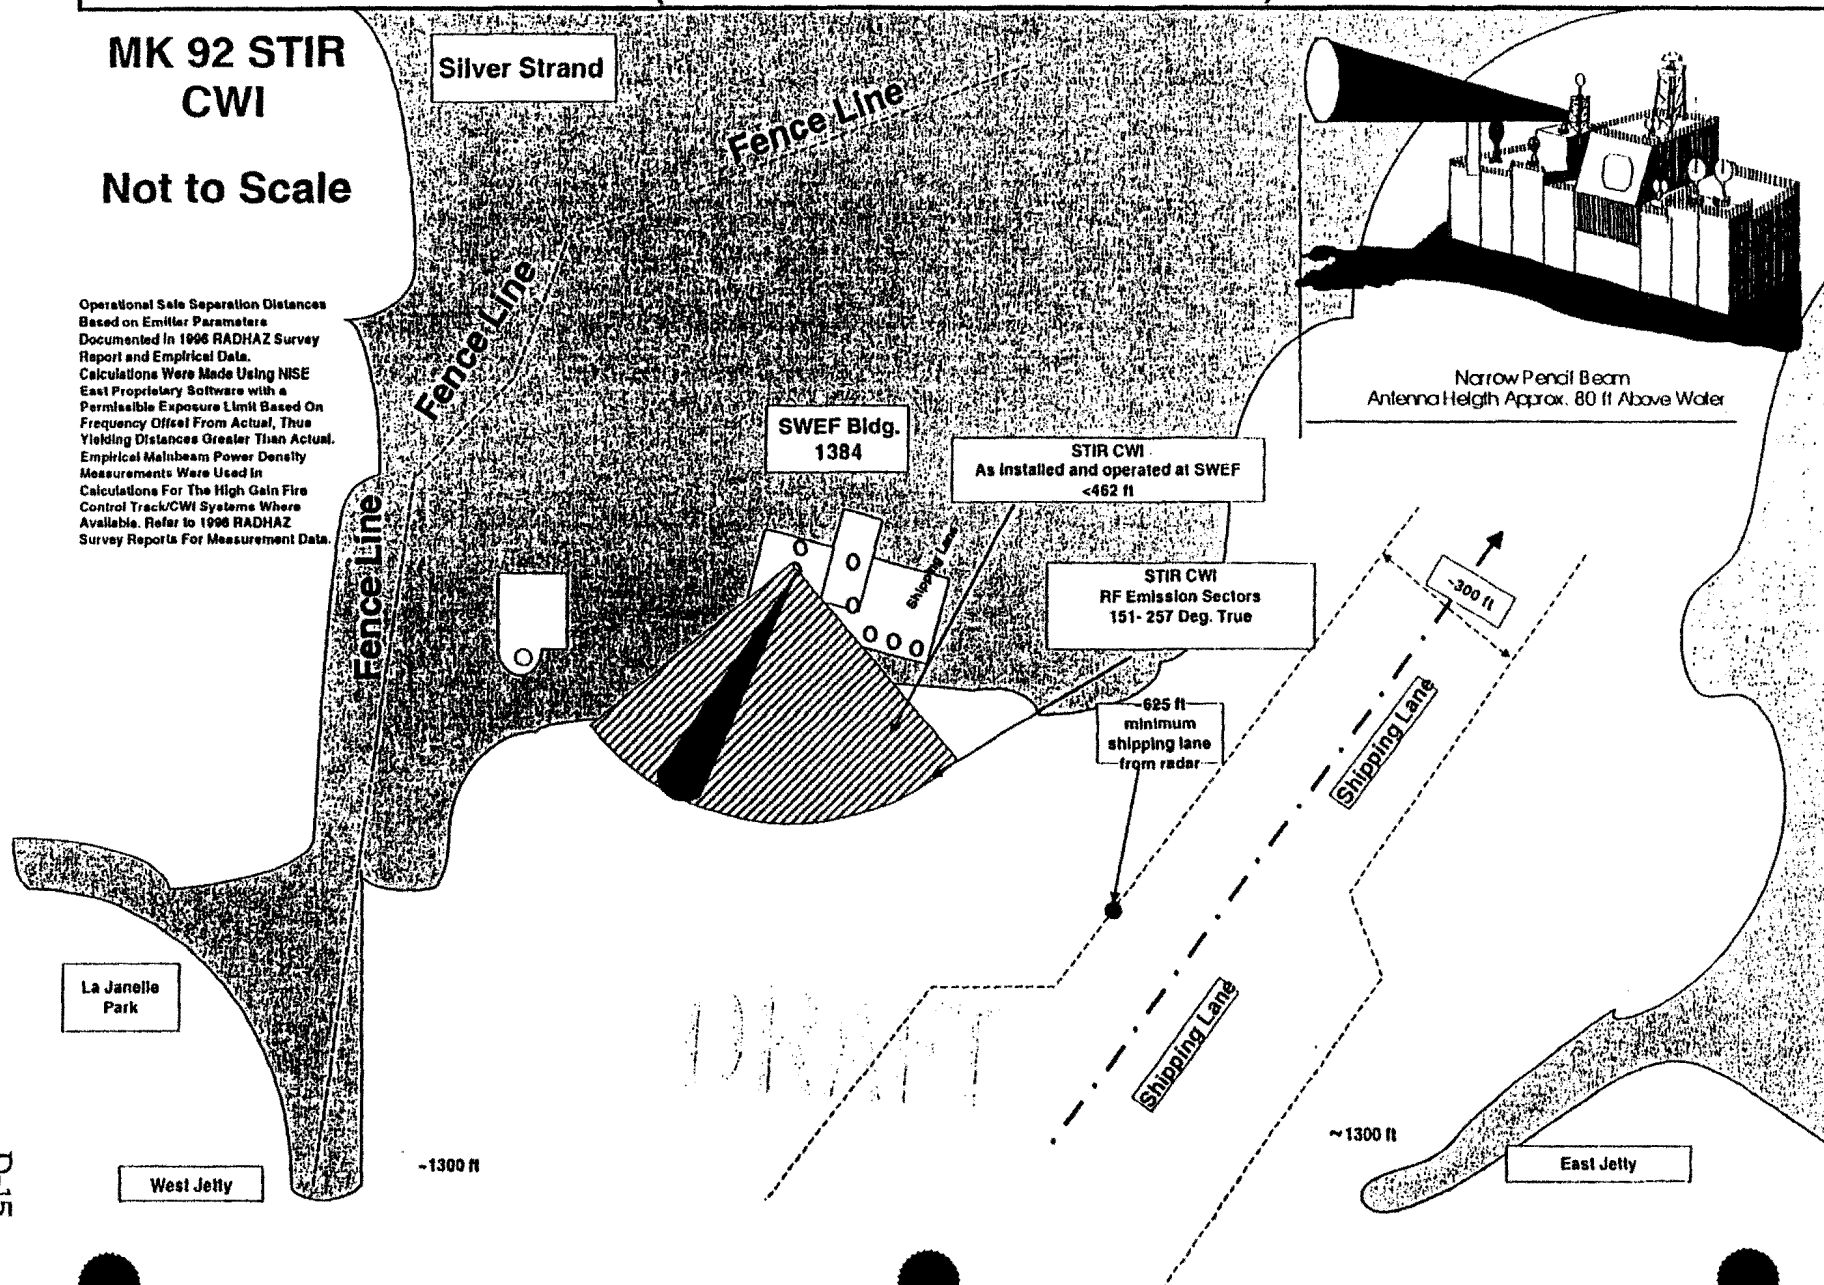 MK 92 STIR
CWI
Not to Scale
Silver Strand
Fence Line
Fence Line
Fence Line
Operational Safe Separation Distances
Based on Emitter Parameters
Documented in 1996 RADHAZ Survey
Report and Empirical Data.
Calculations Were Made Using NISE
East Proprietary Software with a
Permissible Exposure Limit Based On
Frequency Offset From Actual, Thus
Yielding Distances Greater Than Actual.
Empirical Mainbeam Power Density
Measurements Were Used in
Calculations For The High Gain Fire
Control Track/CWI Systems Where
Available. Refer to 1996 RADHAZ
Survey Reports For Measurement Data.
Narrow Pencil Beam
Antenna Heigth Approx. 80 ft Above Water
SWEF Bldg.
1384
STIR CWI
As installed and operated at SWEF
<462 ft
Shipping Lane
STIR CWI
RF Emission Sectors
151- 257 Deg. True
~300 ft
~625 ft
minimum
shipping lane
from radar
Shipping Lane
Shipping Lane
La Janelle
Park
DRAFT
West Jetty
~1300 ft
~1300 ft
East Jetty
D-15